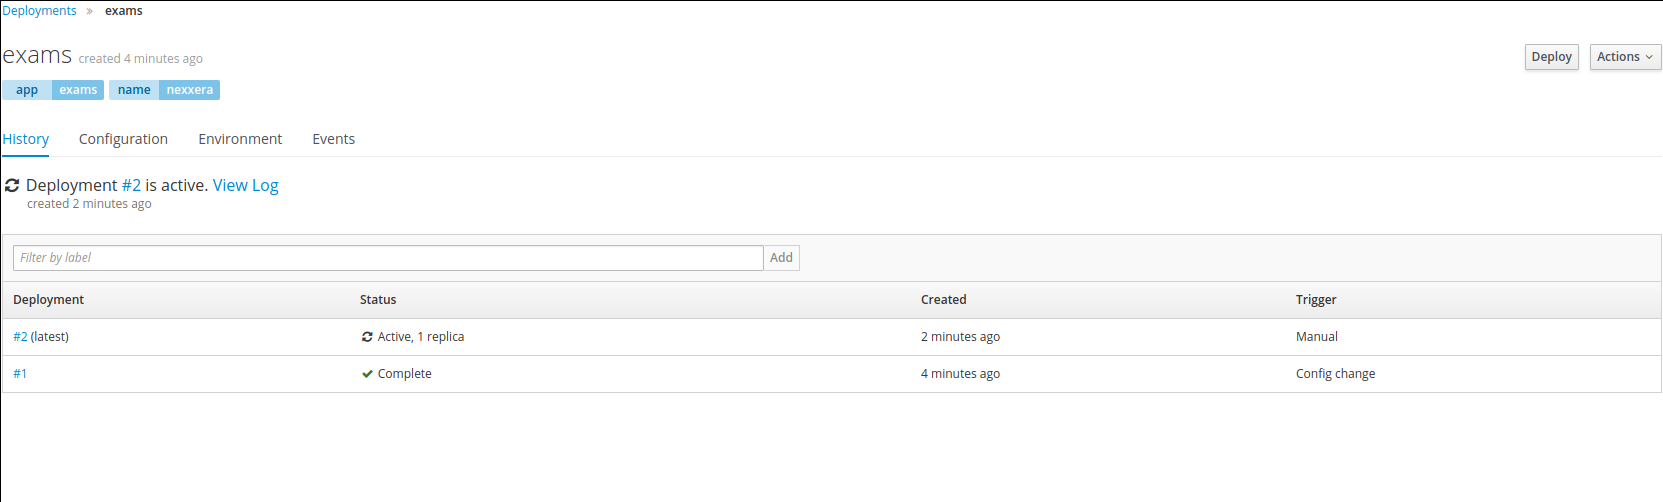 Deployments » exams
exams created 4 minutes ago
Deploy Actions
app exams name nexxera
History Configuration Environment Events
Deployment #2 is active. View Log
created 2 minutes ago
Filter by label Add
Deployment Status Created Trigger
#2 (latest) Active, 1 replica 2 minutes ago Manual
#1 Complete 4 minutes ago Config change